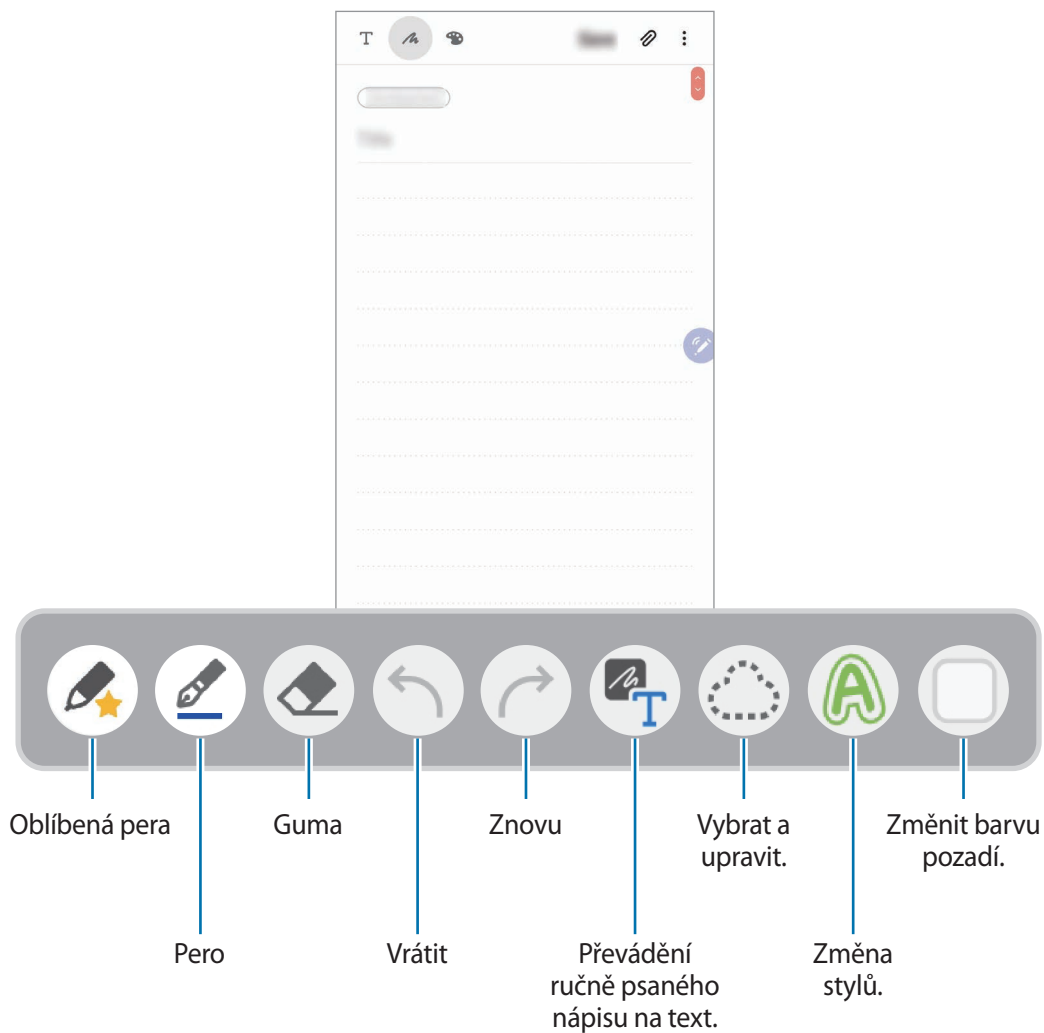 T
T
A
Oblíbená pera
Guma
Znovu
Vybrat a
upravit.
Změnit barvu
pozadí.
Pero
Vrátit
Převádění
ručně psaného
nápisu na text.
Změna
stylů.